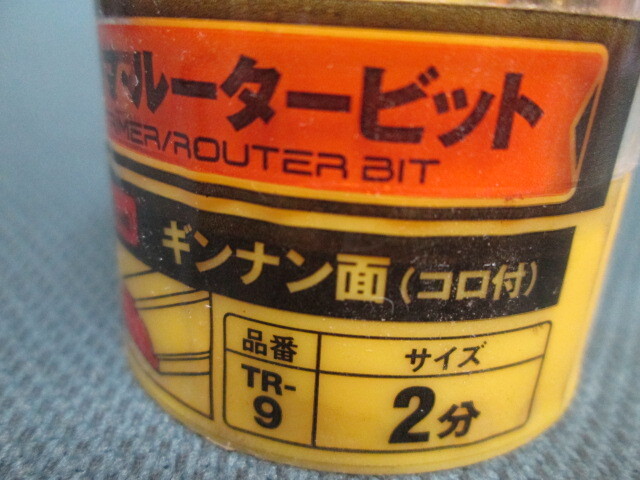 ルータービット
MER/ROUTER BIT
ギンナン面(コロ付)
品番
サイズ
TR-
9
2分